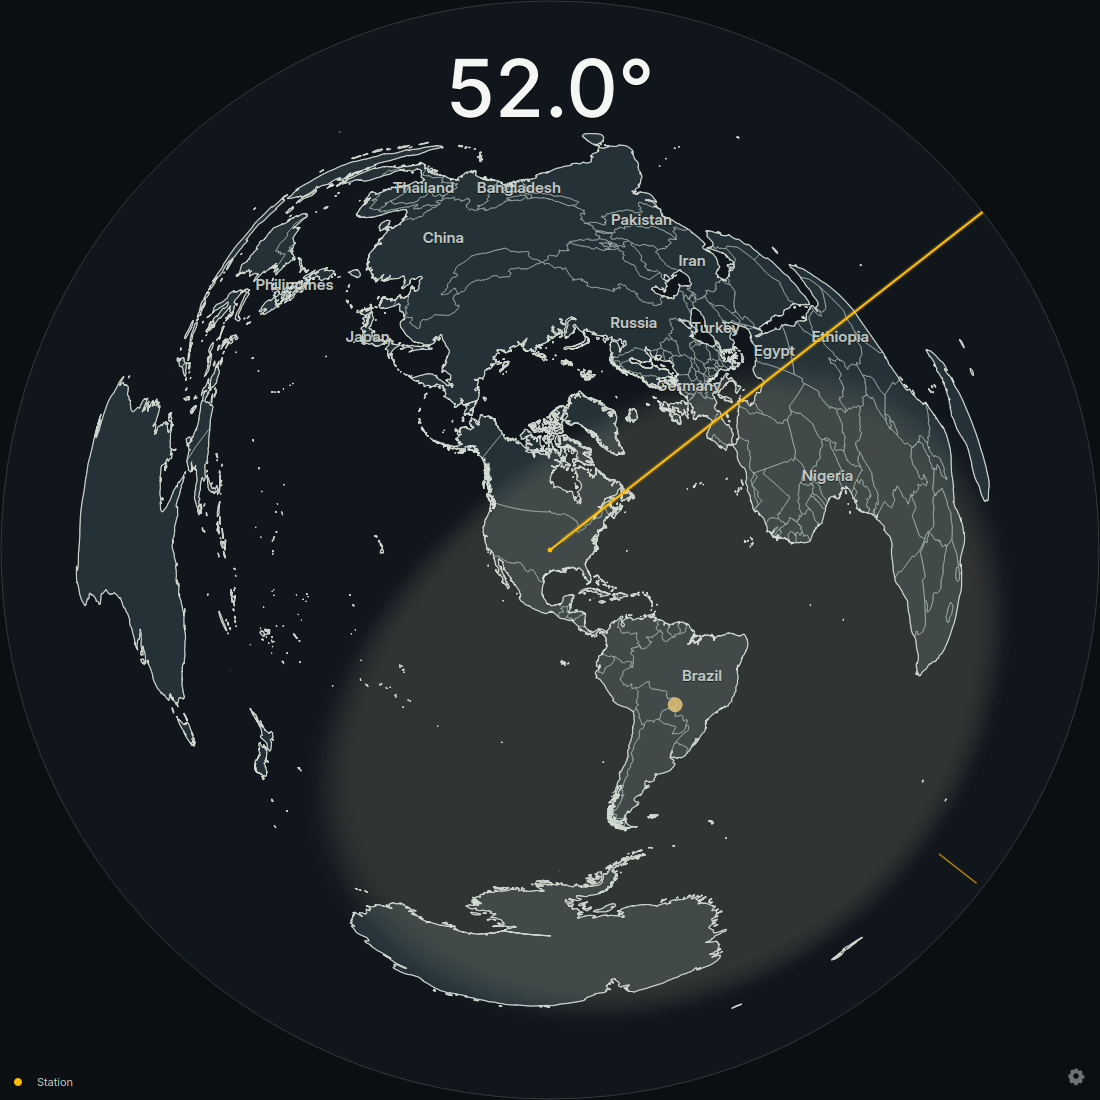 52.0°
Thailand
Bangladesh
Pakistan
China
Iran
Philippines
Russia
Turkey
Japan
Ethiopia
Egypt
Germany
Nigeria
Brazil
Station